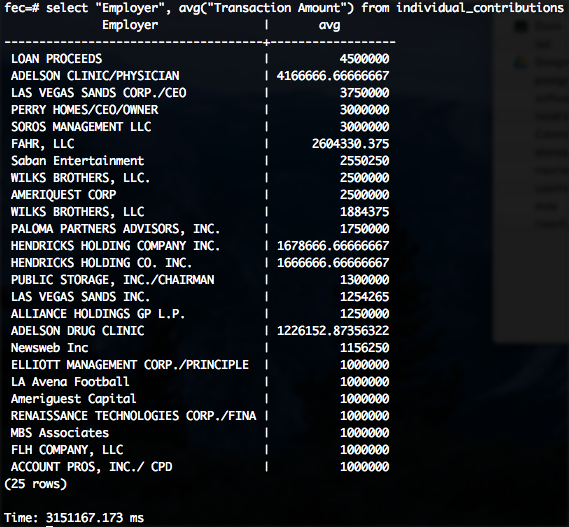 fec=# select "Employer", avg("Transaction Amount") from individual_contributions
Employer | avg
-------------------------------------+------------------
LOAN PROCEEDS | 4500000
ADELSON CLINIC/PHYSICIAN | 4166666.66666667
LAS VEGAS SANDS CORP./CEO | 3750000
PERRY HOMES/CEO/OWNER | 3000000
SOROS MANAGEMENT LLC | 3000000
FAHR, LLC | 2604330.375
Saban Entertainment | 2550250
WILKS BROTHERS, LLC. | 2500000
AMERIQUEST CORP | 2500000
WILKS BROTHERS, LLC | 1884375
PALOMA PARTNERS ADVISORS, INC. | 1750000
HENDRICKS HOLDING COMPANY INC. | 1678666.66666667
HENDRICKS HOLDING CO. INC. | 1666666.66666667
PUBLIC STORAGE, INC./CHAIRMAN | 1300000
LAS VEGAS SANDS INC. | 1254265
ALLIANCE HOLDINGS GP L.P. | 1250000
ADELSON DRUG CLINIC | 1226152.87356322
Newsweb Inc | 1156250
ELLIOTT MANAGEMENT CORP./PRINCIPLE | 1000000
LA Avena Football | 1000000
Ameriguest Capital | 1000000
RENAISSANCE TECHNOLOGIES CORP./FINA | 1000000
MBS Associates | 1000000
FLH COMPANY, LLC | 1000000
ACCOUNT PROS, INC./ CPD | 1000000
(25 rows)
Time: 3151167.173 ms